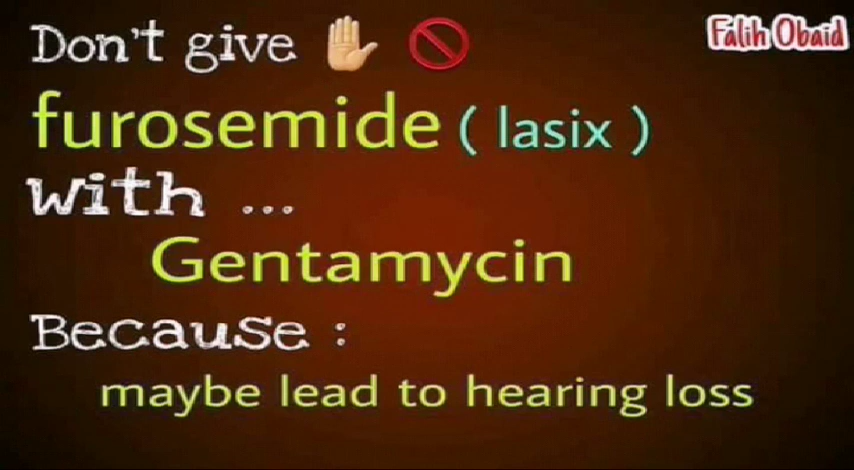 Don't give ✋🚫
Falih Obaid
furosemide ( lasix )
with ...
Gentamycin
Because :
maybe lead to hearing loss